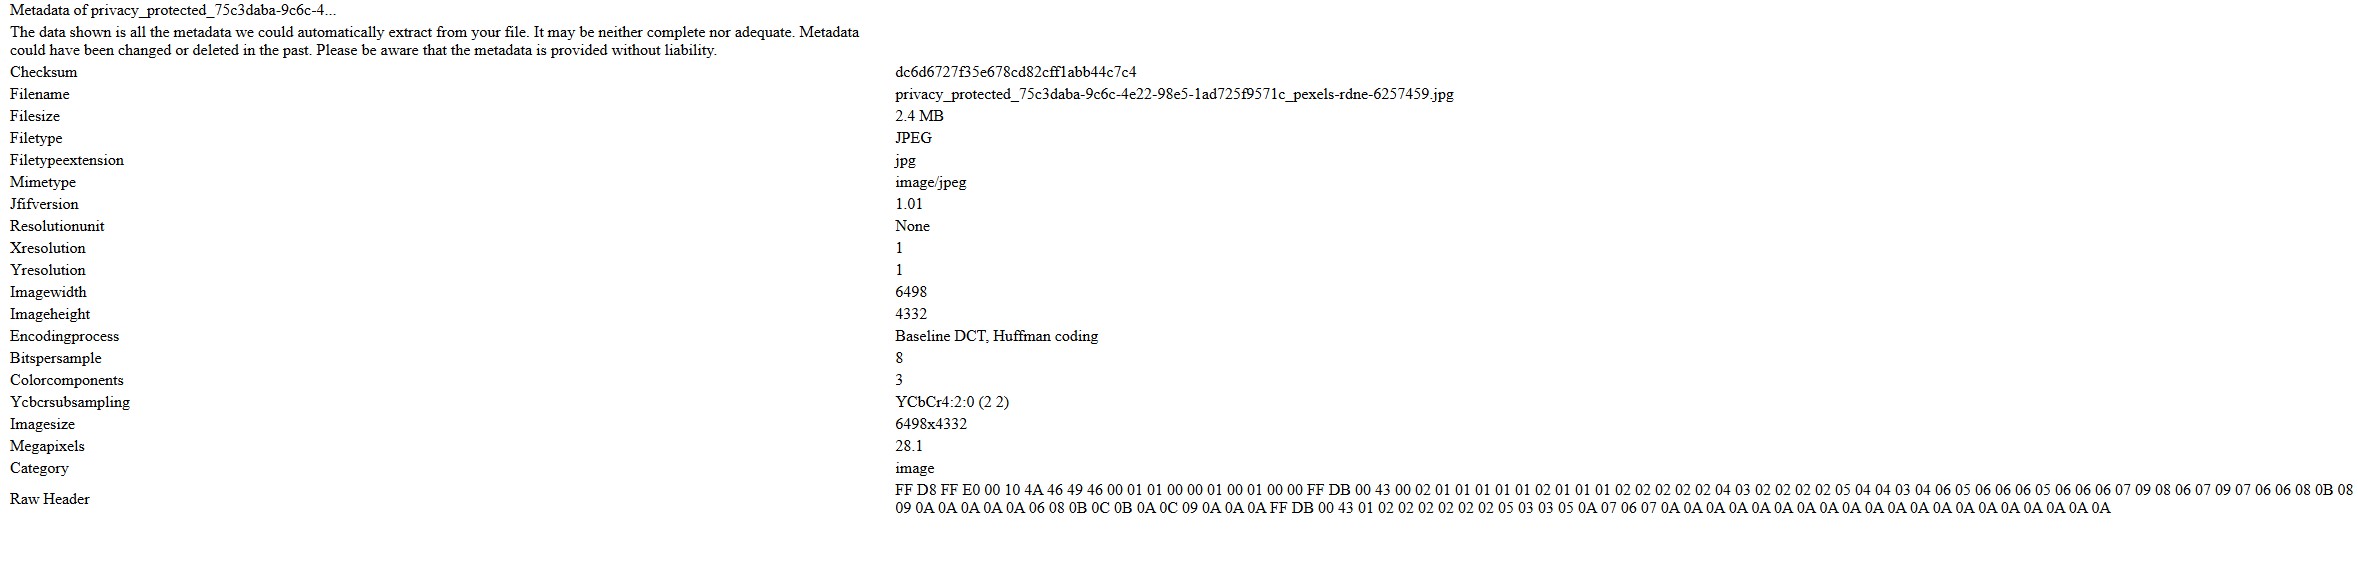 Metadata of privacy_protected_75c3daba-9c6c-4...
The data shown is all the metadata we could automatically extract from your file. It may be neither complete nor adequate. Metadata
could have been changed or deleted in the past. Please be aware that the metadata is provided without liability.
Checksum dc6d6727f35e678cd82cff1abb44c7c4
Filename privacy_protected_75c3daba-9c6c-4e22-98e5-1ad725f9571c_pexels-rdne-6257459.jpg
Filesize 2.4 MB
Filetype JPEG
Filetypeextension jpg
Mimetype image/jpeg
Jfifversion 1.01
Resolutionunit None
Xresolution 1
Yresolution 1
Imagewidth 6498
Imageheight 4332
Encodingprocess Baseline DCT, Huffman coding
Bitspersample 8
Colorcomponents 3
Ycbcrsubsampling YCbCr4:2:0 (2 2)
Imagesize 6498x4332
Megapixels 28.1
Category image
Raw Header FF D8 FF E0 00 10 4A 46 49 46 00 01 01 00 00 01 00 01 00 00 FF DB 00 43 00 02 01 01 01 01 01 02 01 01 01 02 02 02 02 02 04 03 02 02 02 02 05 04 04 03 04 06 05 06 06 06 05 06 06 06 07 09 08 06 07 09 07 06 06 08 0B 08
09 0A 0A 0A 0A 0A 06 08 0B 0C 0B 0A 0C 09 0A 0A 0A FF DB 00 43 01 02 02 02 02 02 02 05 03 03 05 0A 07 06 07 0A 0A 0A 0A 0A 0A 0A 0A 0A 0A 0A 0A 0A 0A 0A 0A 0A 0A 0A 0A